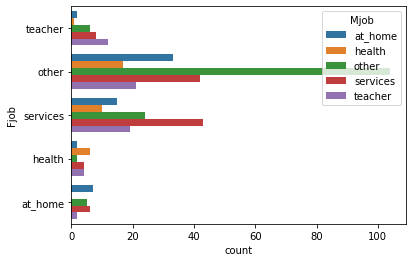 Mjob
at_home
health
other
services
teacher
Fjob
teacher
other
services
health
at_home
0
20
40
60
80
100
count